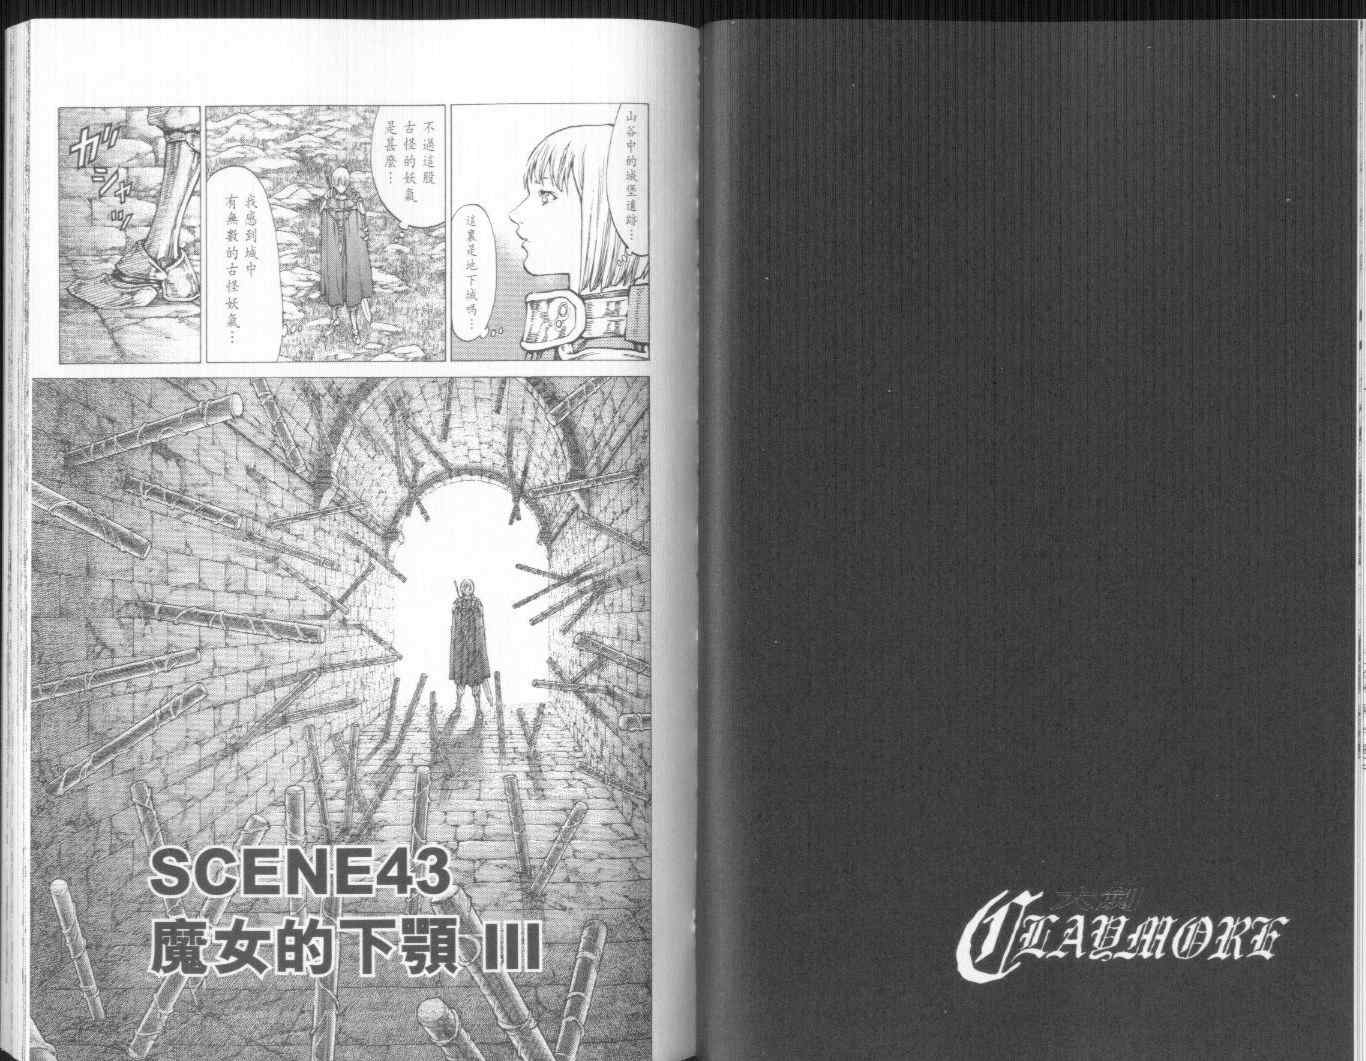 大劍
CLAYMORE
山谷中的城堡遺跡…
這裏是地下城嗎…
不過這股
古怪的妖氣
是甚麼…
我感到城中
有無數的古怪妖氣…
ガシャッ
SCENE43
魔女的下顎 III